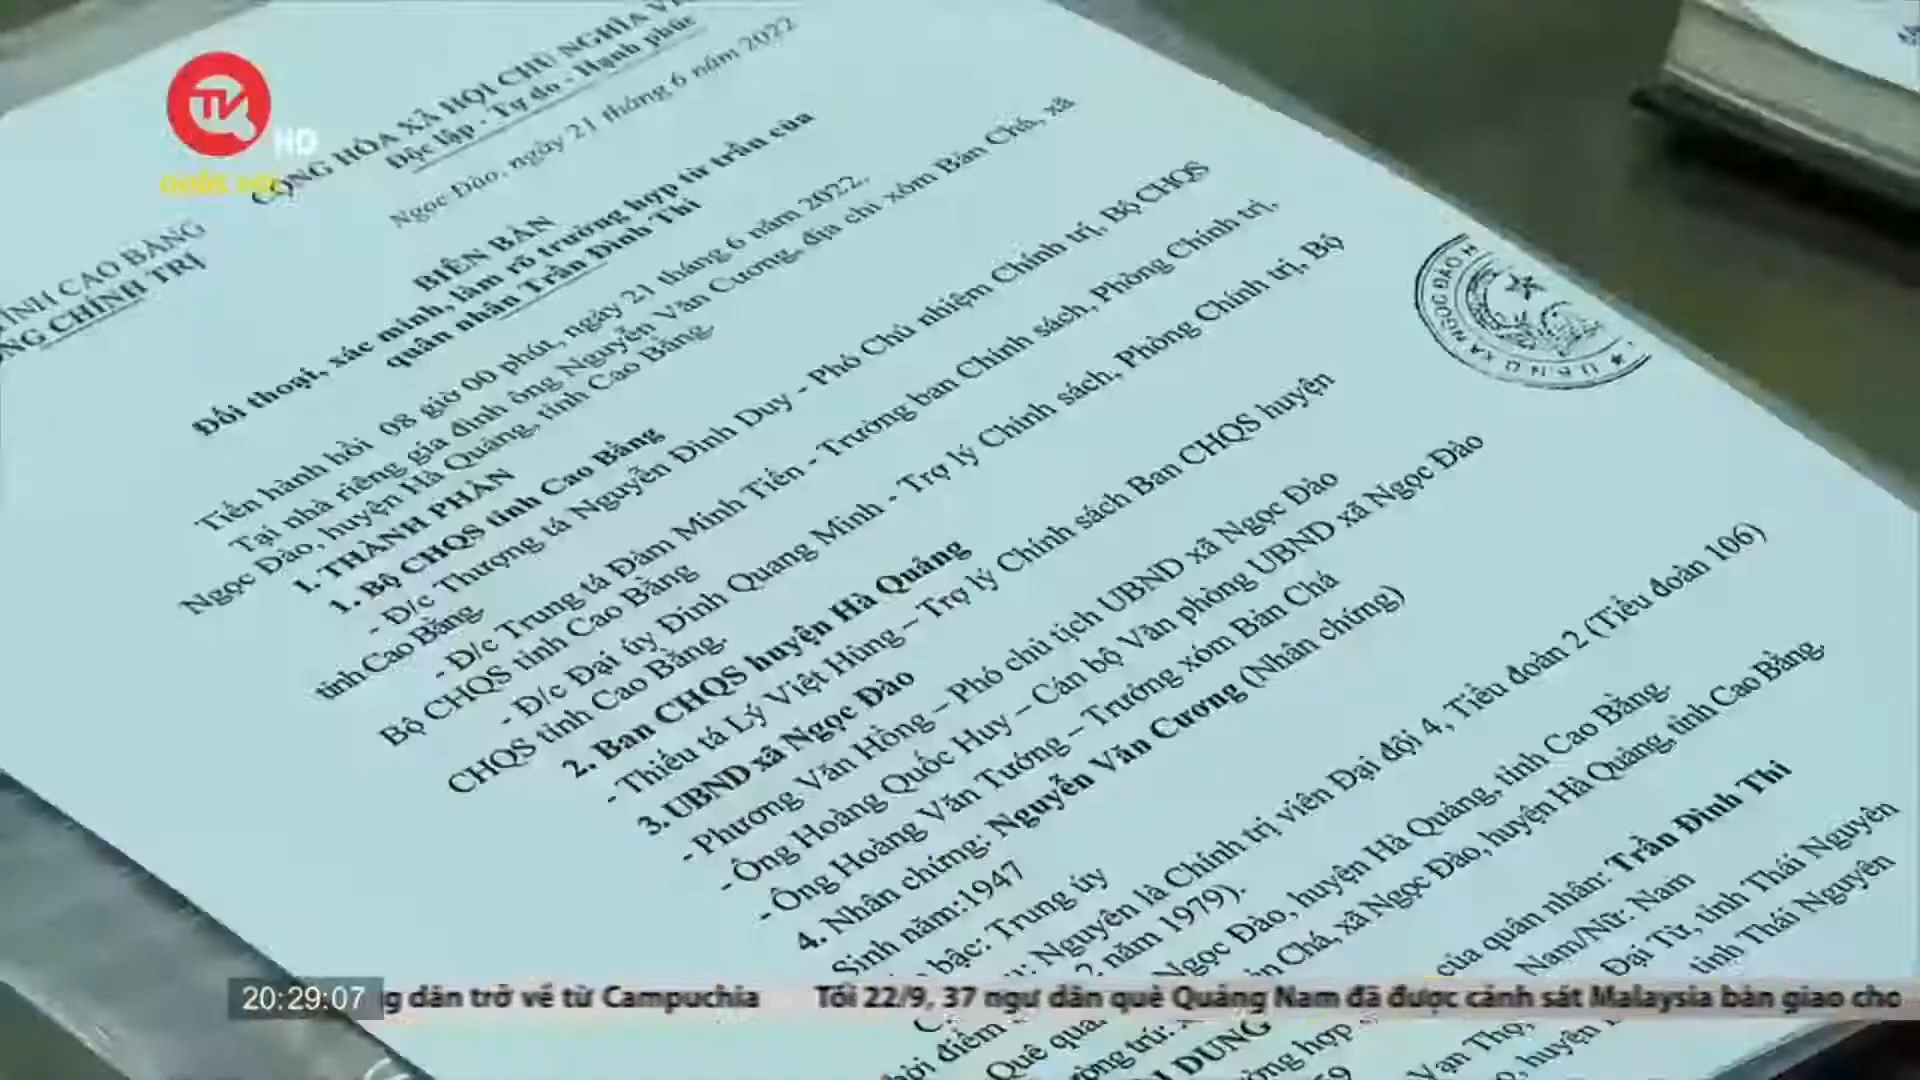 TV
HD
QUỐC HỘI
CỘNG HÒA XÃ HỘI CHỦ NGHĨA
Độc lập - Tự do - Hạnh phúc
Ngọc Đào, ngày 21 tháng 6 năm 2022
TỈNH CAO BẰNG
CHÍNH TRỊ
BIÊN BẢN
Đối thoại, xác minh, làm rõ trường hợp từ trần của
quân nhân Trần Đình Thi
Tiến hành hồi 08 giờ 00 phút, ngày 21 tháng 6 năm 2022.
Tại nhà riêng gia đình ông Nguyễn Văn Cương, địa chỉ xóm Bản Chá, xã
Ngọc Đào, huyện Hà Quảng, tỉnh Cao Bằng.
I. THÀNH PHẦN
1. Bộ CHQS tỉnh Cao Bằng
- Đ/c Thượng tá Nguyễn Đinh Duy - Phó Chủ nhiệm Chính trị, Bộ CHQS
tỉnh Cao Bằng.
- Đ/c Trung tá Đàm Minh Tiến - Trưởng ban Chính sách, Phòng Chính trị,
Bộ CHQS tỉnh Cao Bằng
- Đ/c Đại úy Đinh Quang Minh - Trợ lý Chính sách, Phòng Chính trị, Bộ
CHQS tỉnh Cao Bằng.
2. Ban CHQS huyện Hà Quảng
- Thiếu tá Lý Việt Hùng – Trợ lý Chính sách Ban CHQS huyện
3. UBND xã Ngọc Đào
- Phương Văn Hồng – Phó chủ tịch UBND xã Ngọc Đào
- Ông Hoàng Quốc Huy – Cán bộ Văn phòng UBND xã Ngọc Đào
- Ông Hoàng Văn Tướng – Trưởng xóm Bản Chá
4. Nhân chứng: Nguyễn Văn Cương (Nhân chứng)
Sinh năm:1947
bậc: Trung úy
Nguyên là Chính trị viên Đại đội 4, Tiểu đoàn 2 (Tiểu đoàn 106)
2 năm 1979).
Ngọc Đào, huyện Hà Quảng, tỉnh Cao Bằng.
Chá, xã Ngọc Đào, huyện Hà Quảng, tỉnh Cao Bằng.
của quân nhân: Trần Đình Thi
Nam/Nữ: Nam
Đại Từ, tỉnh Thái Nguyên
tỉnh Thái Nguyên
XÃ NGỌC ĐÀO
★ U.B.N.D
20:29:07 dân trở về từ Campuchia Tối 22/9, 37 ngư dân quê Quảng Nam đã được cảnh sát Malaysia bàn giao cho